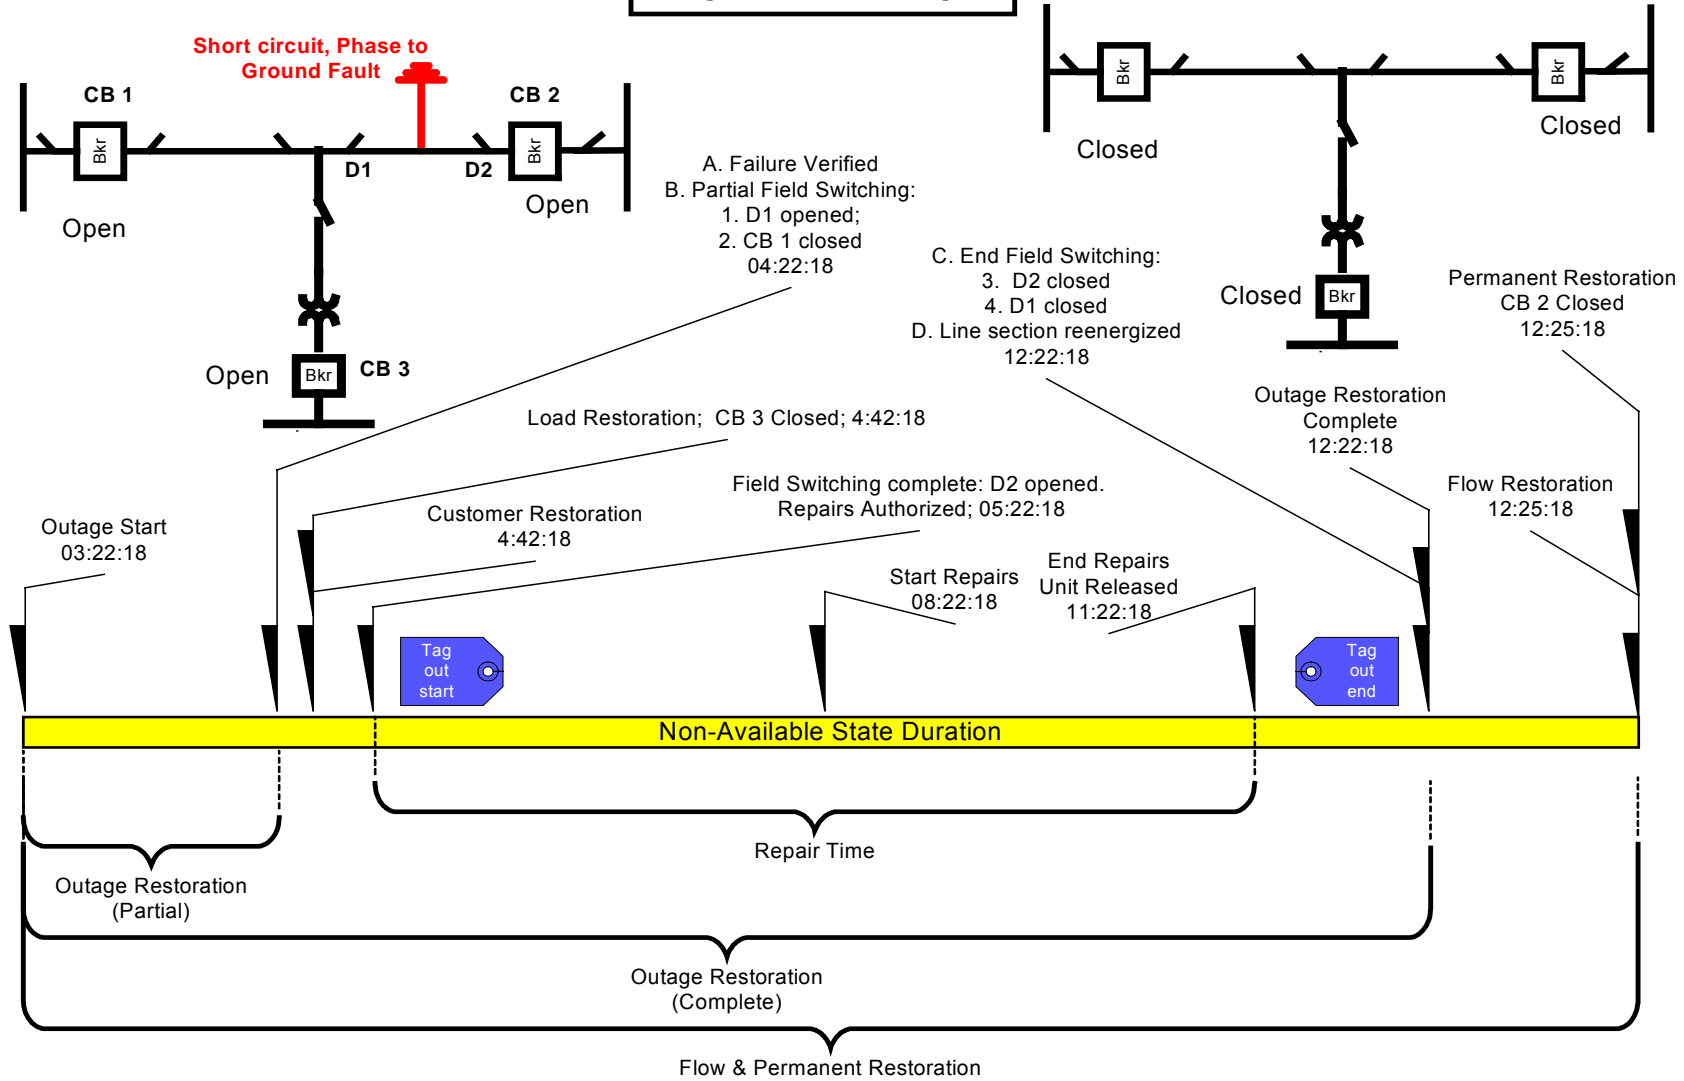 Short circuit, Phase to
Ground Fault
CB 1
CB 2
Bkr
Bkr
D1
D2
Open
Open
Open
Bkr
CB 3
Bkr
Bkr
Closed
Closed
Closed
Bkr
A. Failure Verified
B. Partial Field Switching:
1. D1 opened;
2. CB 1 closed
04:22:18
C. End Field Switching:
3. D2 closed
4. D1 closed
D. Line section reenergized
12:22:18
Permanent Restoration
CB 2 Closed
12:25:18
Outage Restoration
Complete
12:22:18
Load Restoration; CB 3 Closed; 4:42:18
Field Switching complete: D2 opened.
Repairs Authorized; 05:22:18
Flow Restoration
12:25:18
Outage Start
03:22:18
Customer Restoration
4:42:18
Start Repairs
08:22:18
End Repairs
Unit Released
11:22:18
Tag
out
start
Tag
out
end
Non-Available State Duration
Repair Time
Outage Restoration
(Partial)
Outage Restoration
(Complete)
Flow & Permanent Restoration